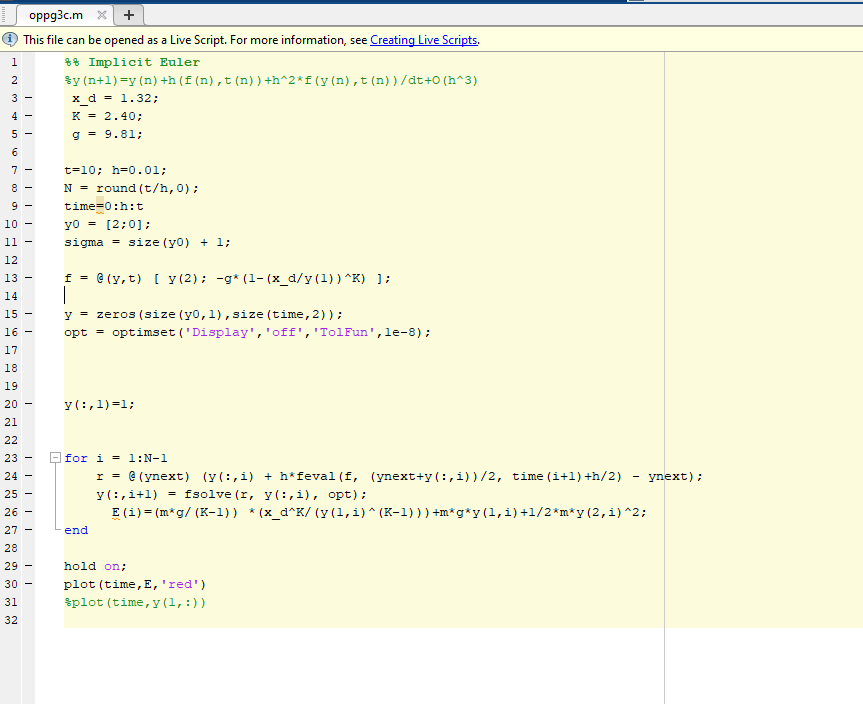 oppg3c.m
This file can be opened as a Live Script. For more information, see Creating Live Scripts.
1 %% Implicit Euler
2 %y(n+1)=y(n)+h(f(n),t(n))+h^2*f(y(n),t(n))/dt+O(h^3)
3 x_d = 1.32;
4 K = 2.40;
5 g = 9.81;
6
7 t=10; h=0.01;
8 N = round(t/h,0);
9 time=0:h:t
10 y0 = [2;0];
11 sigma = size(y0) + 1;
12
13 f = @(y,t) [ y(2); -g*(1-(x_d/y(1))^K) ];
14
15 y = zeros(size(y0,1),size(time,2));
16 opt = optimset('Display','off','TolFun',1e-8);
17
18
19
20 y(:,1)=1;
21
22
23 for i = 1:N-1
24 r = @(ynext) (y(:,i) + h*feval(f, (ynext+y(:,i))/2, time(i+1)+h/2) - ynext);
25 y(:,i+1) = fsolve(r, y(:,i), opt);
26 E(i)=(m*g/(K-1)) *(x_d^K/(y(1,i)^(K-1)))+m*g*y(1,i)+1/2*m*y(2,i)^2;
27 end
28
29 hold on;
30 plot(time,E,'red')
31 %plot(time,y(1,:))
32